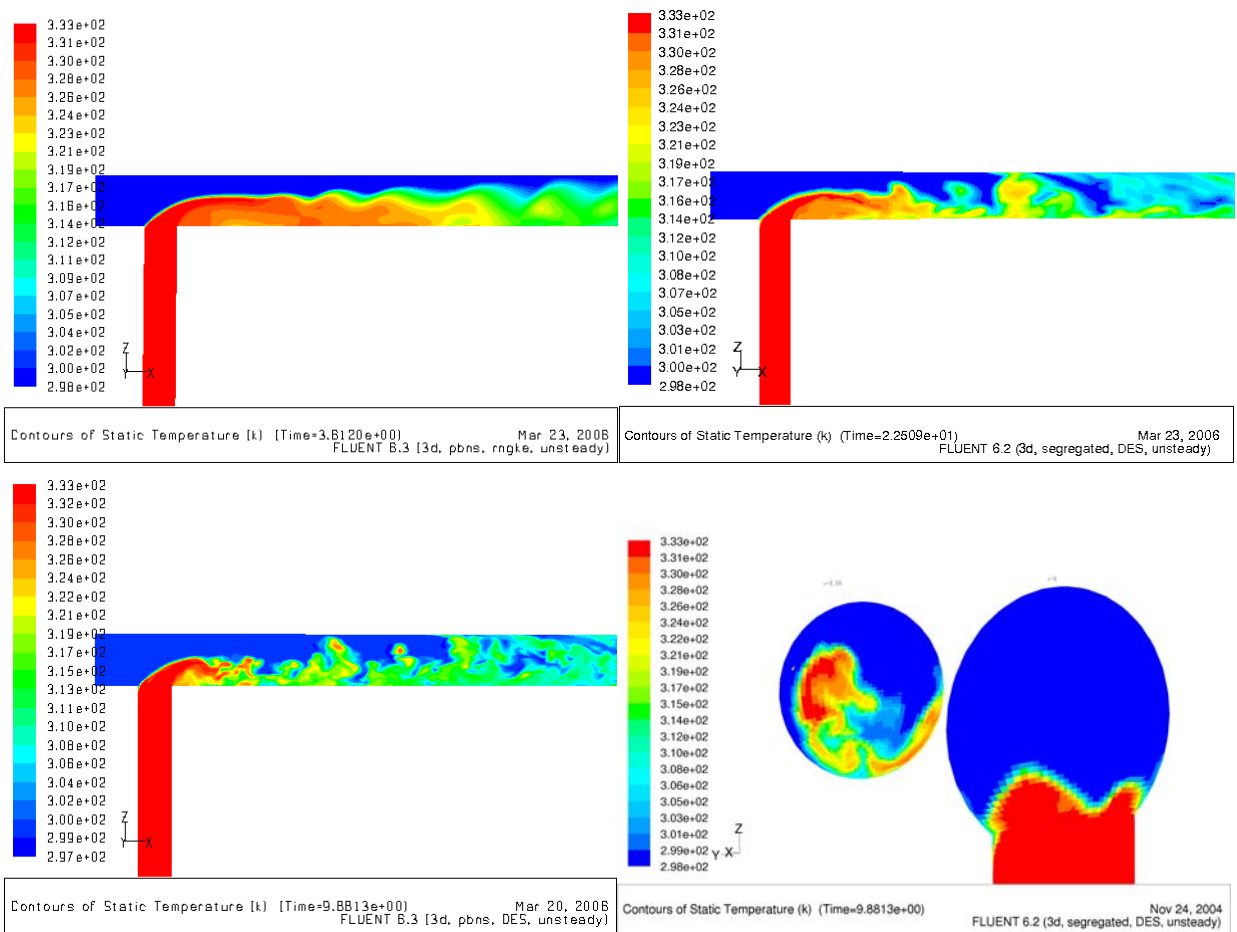 3.33e+02
3.31e+02
3.30e+02
3.28e+02
3.26e+02
3.24e+02
3.23e+02
3.21e+02
3.19e+02
3.17e+02
3.16e+02
3.14e+02
3.12e+02
3.11e+02
3.09e+02
3.07e+02
3.05e+02
3.04e+02
3.02e+02
3.00e+02
2.98e+02
Z
Y X
Contours of Static Temperature (k) (Time=3.6120e+00) Mar 23, 2006
FLUENT 6.3 (3d, pbns, rngke, unsteady)
3.33e+02
3.31e+02
3.30e+02
3.28e+02
3.26e+02
3.24e+02
3.23e+02
3.21e+02
3.19e+02
3.17e+02
3.16e+02
3.14e+02
3.12e+02
3.10e+02
3.08e+02
3.07e+02
3.05e+02
3.03e+02
3.01e+02
3.00e+02
2.98e+02
Z
Y X
Contours of Static Temperature (k) (Time=2.2509e+01) Mar 23, 2006
FLUENT 6.2 (3d, segregated, DES, unsteady)
3.33e+02
3.32e+02
3.30e+02
3.28e+02
3.26e+02
3.24e+02
3.22e+02
3.21e+02
3.19e+02
3.17e+02
3.15e+02
3.13e+02
3.11e+02
3.10e+02
3.08e+02
3.06e+02
3.04e+02
3.02e+02
3.00e+02
2.99e+02
2.97e+02
Z
Y X
Contours of Static Temperature (k) (Time=9.8813e+00) Mar 20, 2006
FLUENT 6.3 (3d, pbns, DES, unsteady)
3.33e+02
3.31e+02
3.30e+02
3.28e+02
3.26e+02
3.24e+02
3.22e+02
3.21e+02
3.19e+02
3.17e+02
3.15e+02
3.14e+02
3.12e+02
3.10e+02
3.08e+02
3.06e+02
3.05e+02
3.03e+02
3.01e+02
2.99e+02
2.98e+02
Z
Y X
Contours of Static Temperature (k) (Time=9.8813e+00) Nov 24, 2004
FLUENT 6.2 (3d, segregated, DES, unsteady)